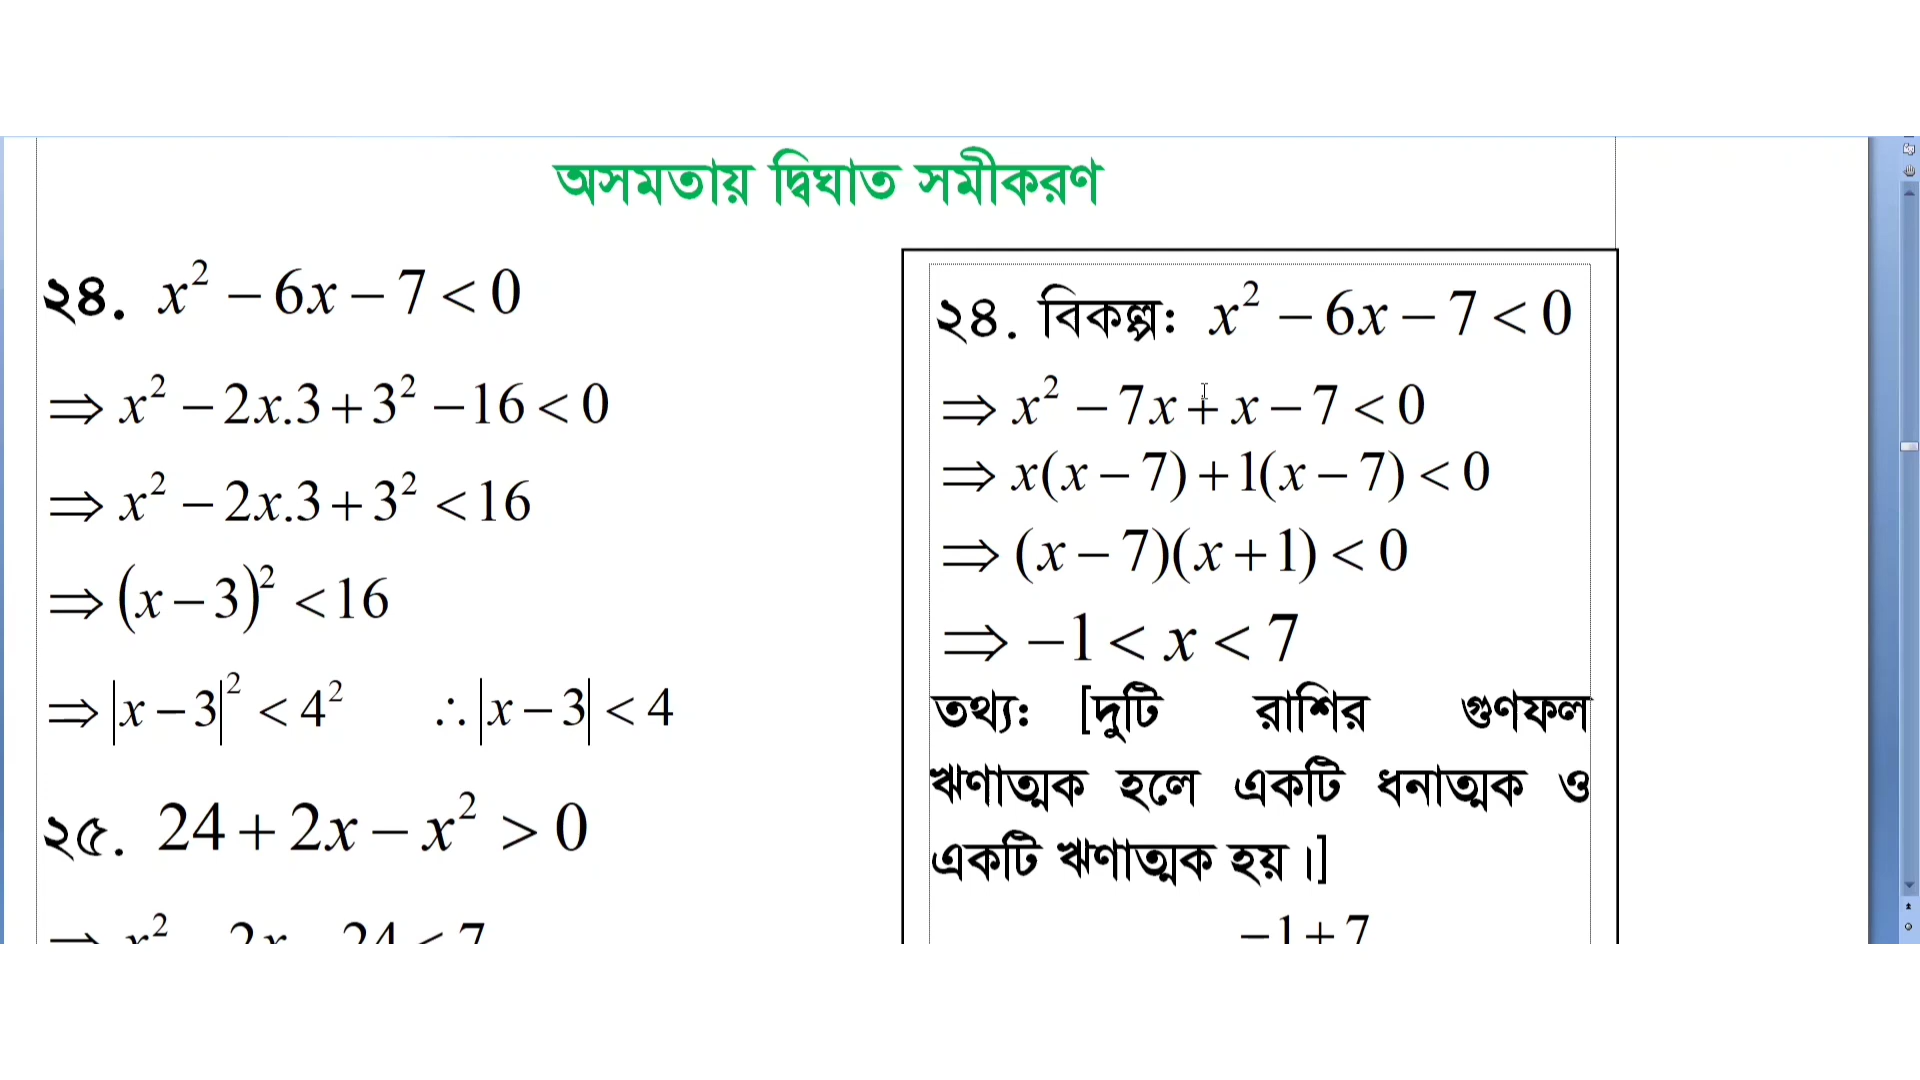 অসমতায় দ্বিঘাত সমীকরণ
২৪. x² − 6x − 7 < 0
⇒ x² − 2x.3 + 3² − 16 < 0
⇒ x² − 2x.3 + 3² < 16
⇒ (x − 3)² < 16
⇒ |x − 3|² < 4² ∴ |x − 3| < 4
২৫. 24 + 2x − x² > 0
২৪. বিকল্প: x² − 6x − 7 < 0
⇒ x² − 7x + x − 7 < 0
⇒ x(x − 7) + 1(x − 7) < 0
⇒ (x − 7)(x + 1) < 0
⇒ −1 < x < 7
তথ্য: [দুটি রাশির গুণফল
ঋণাত্মক হলে একটি ধনাত্মক ও
একটি ঋণাত্মক হয়।]
−1 + 7